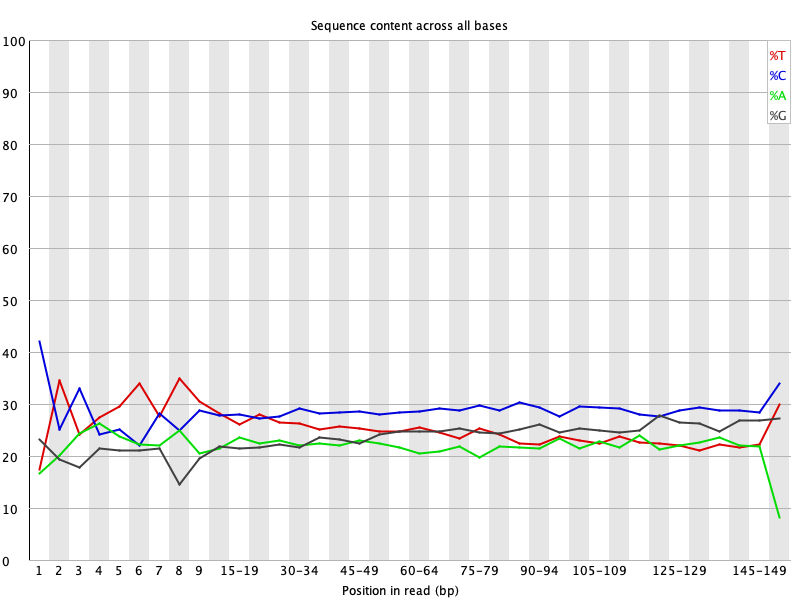 Sequence content across all bases
100
90
80
70
60
50
40
30
20
10
0
%T
%C
%A
%G
1 2 3 4 5 6 7 8 9 15-19 30-34 45-49 60-64 75-79 90-94 105-109 125-129 145-149
Position in read (bp)